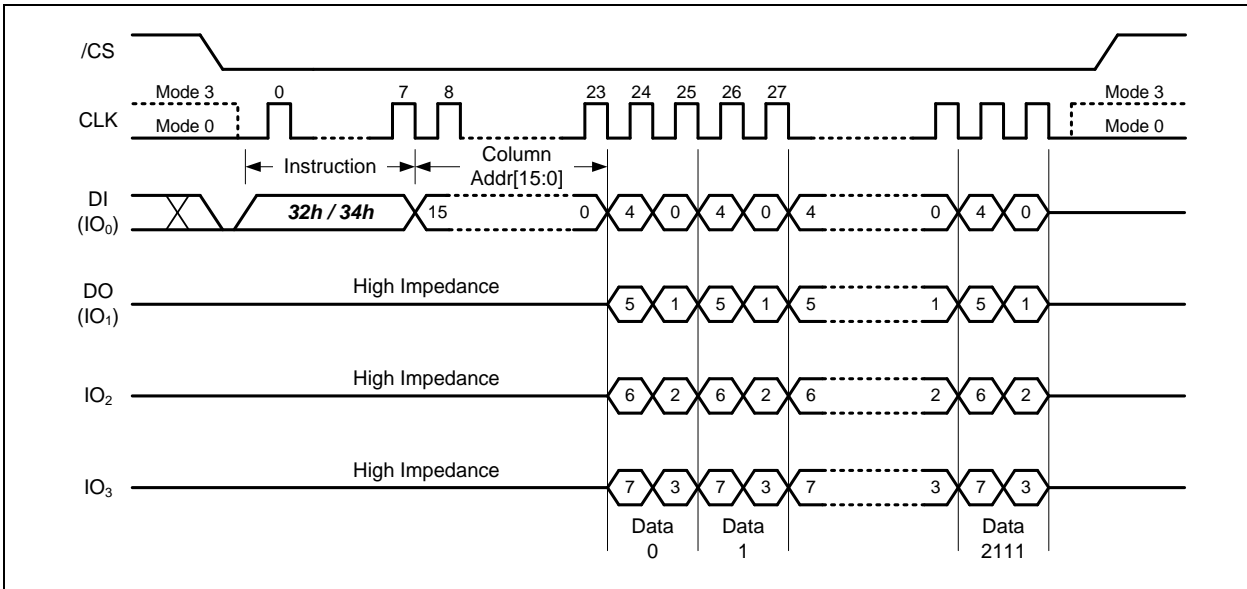 /CS
Mode 3 0 7 8 23 24 25 26 27 Mode 3
CLK
Mode 0 Mode 0
Instruction Column
Addr[15:0]
DI
(IO₀) 32h / 34h 15 0 4 0 4 0 4 0 4 0
High Impedance
DO
(IO₁) 5 1 5 1 5 1 5 1
High Impedance
IO₂ 6 2 6 2 6 2 6 2
High Impedance
IO₃ 7 3 7 3 7 3 7 3
Data Data Data
0 1 2111